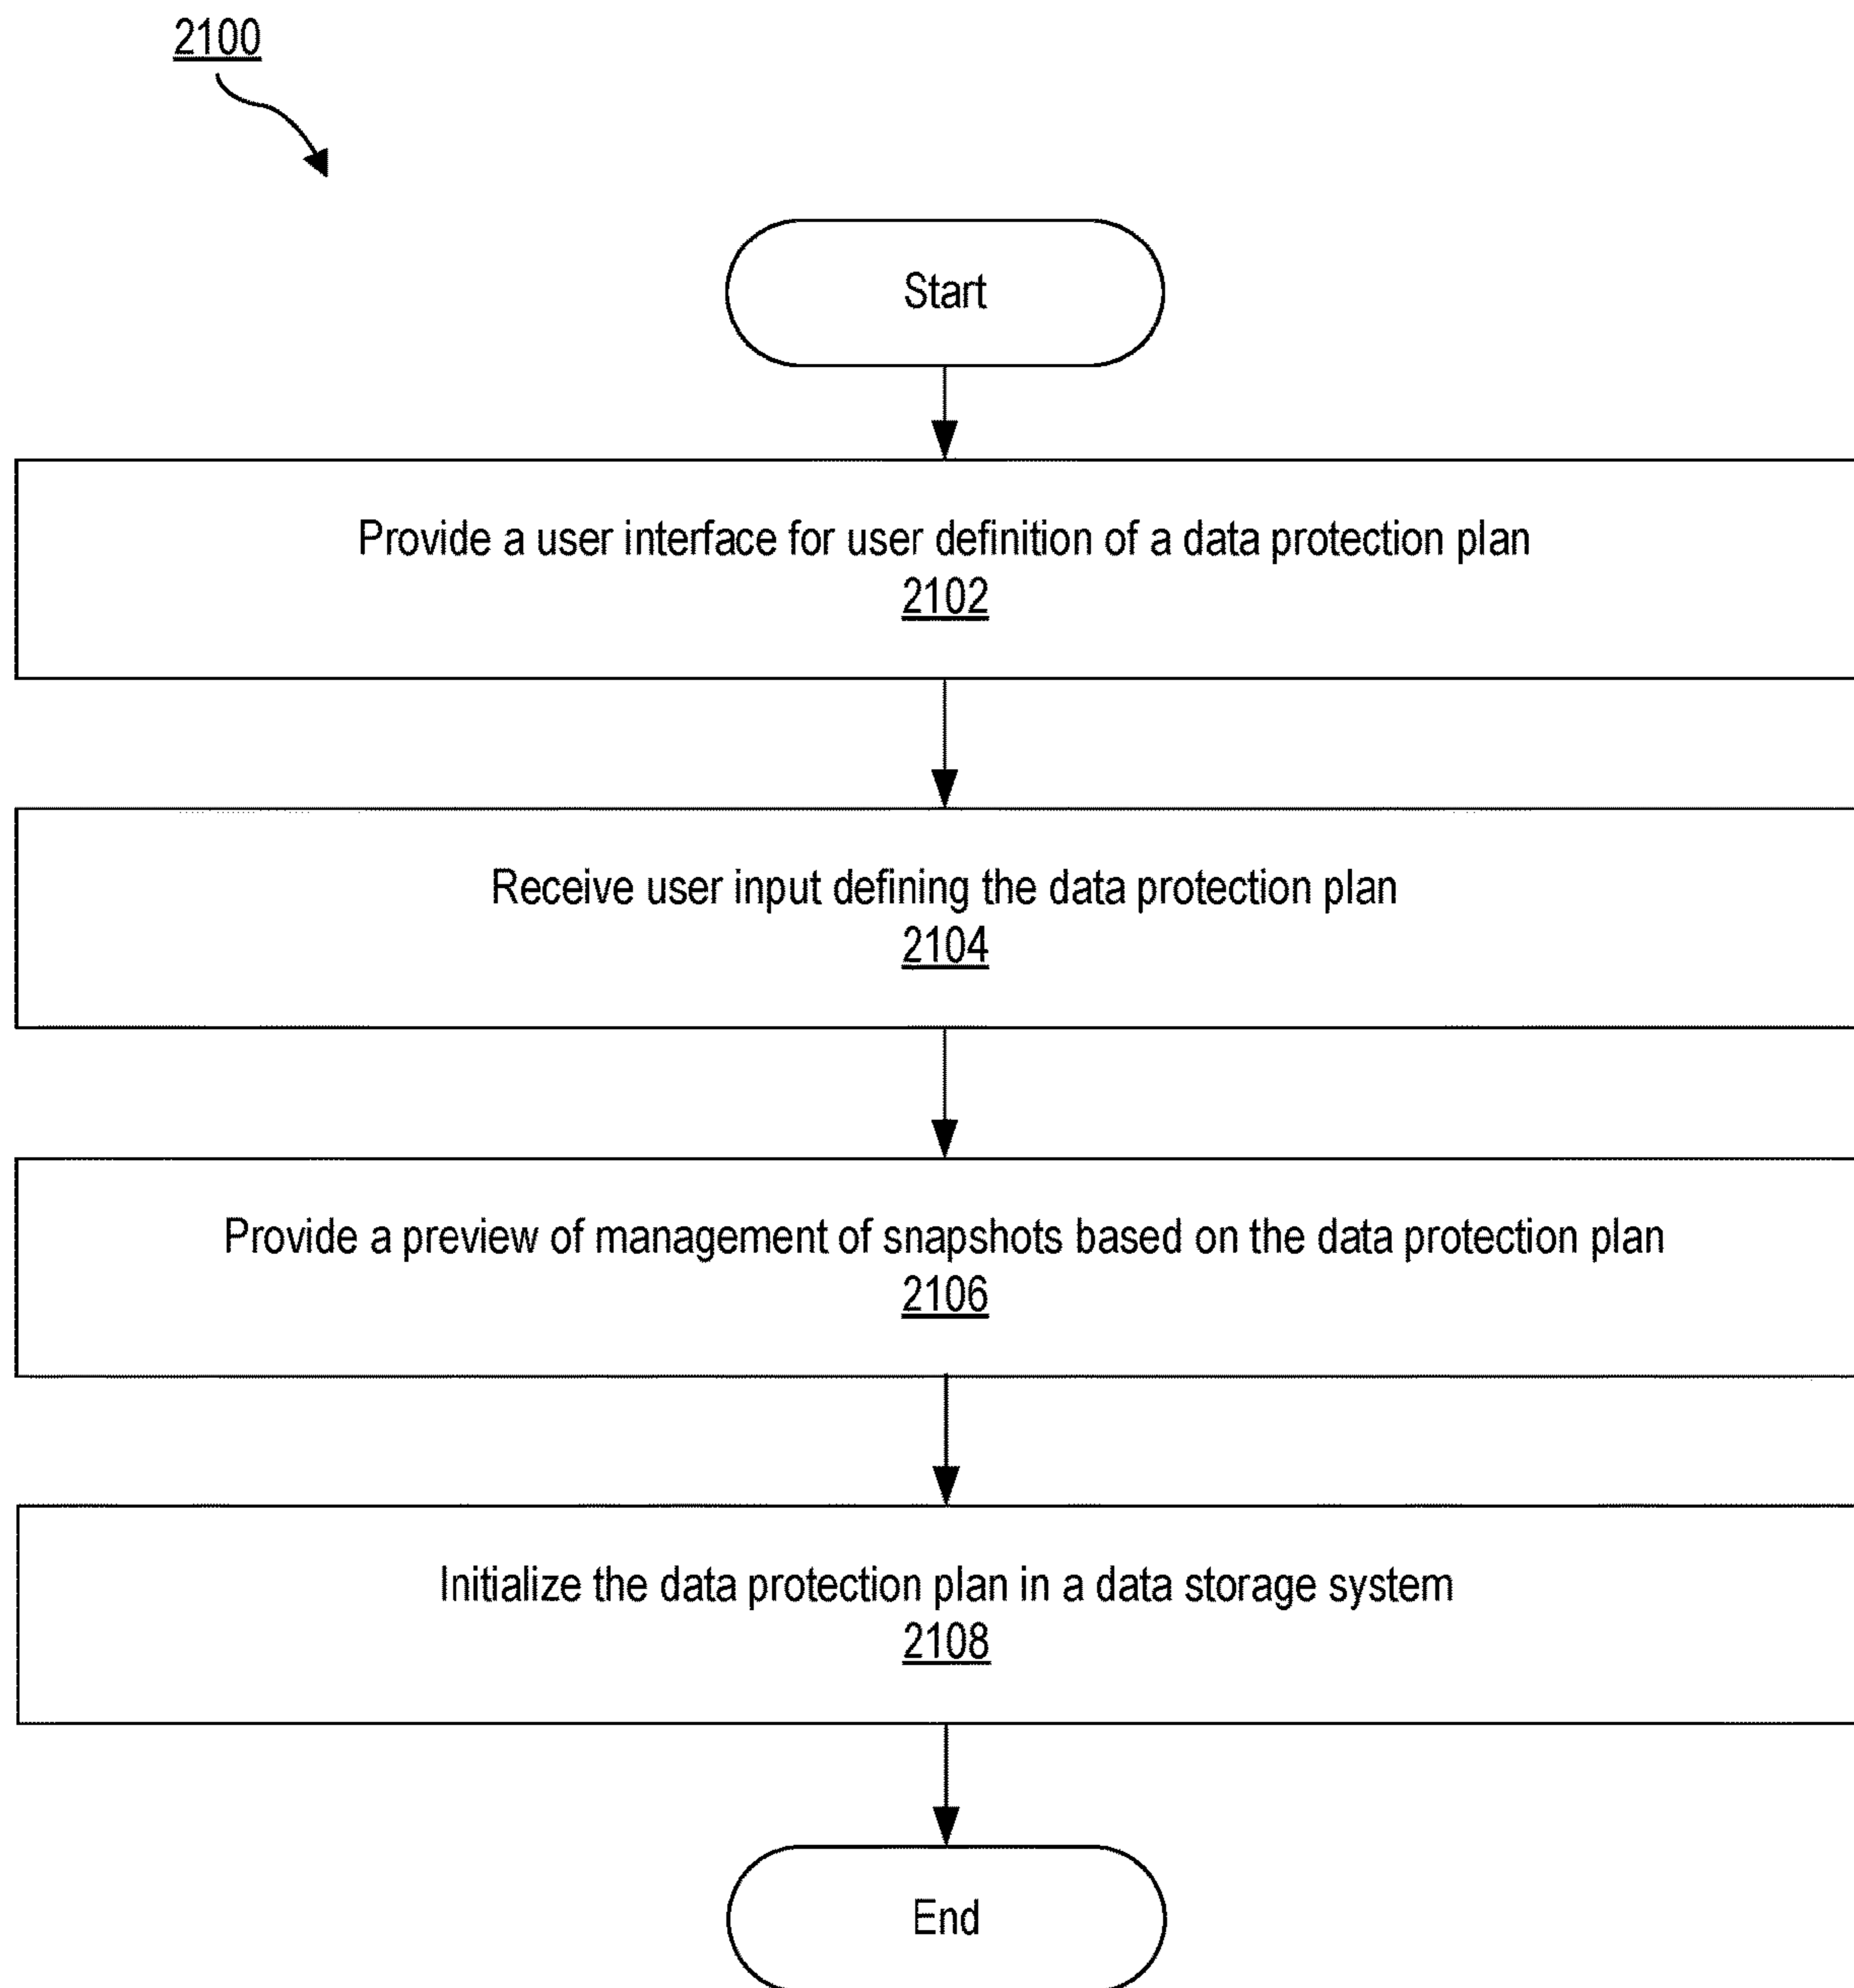 2100
Start
Provide a user interface for user definition of a data protection plan
2102
Receive user input defining the data protection plan
2104
Provide a preview of management of snapshots based on the data protection plan
2106
Initialize the data protection plan in a data storage system
2108
End